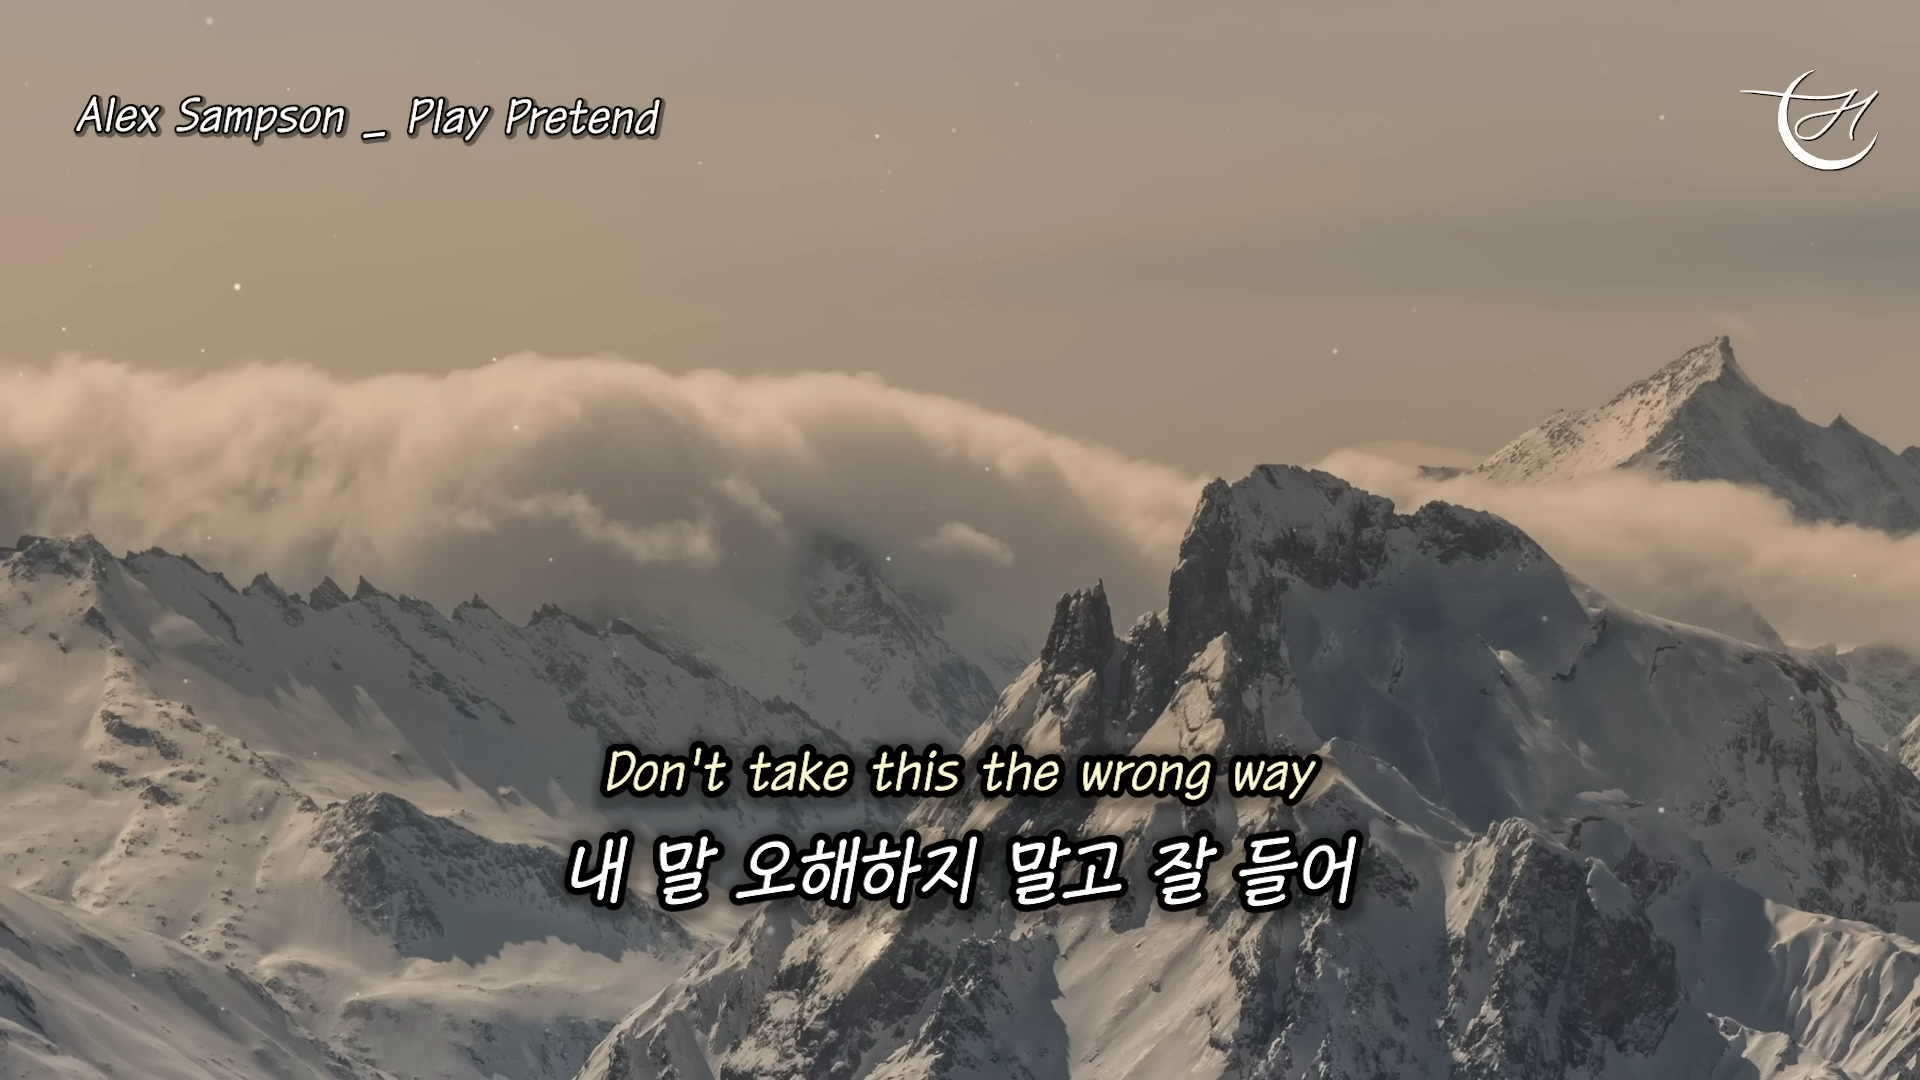 Alex Sampson _ Play Pretend
Don't take this the wrong way
내 말 오해하지 말고 잘 들어